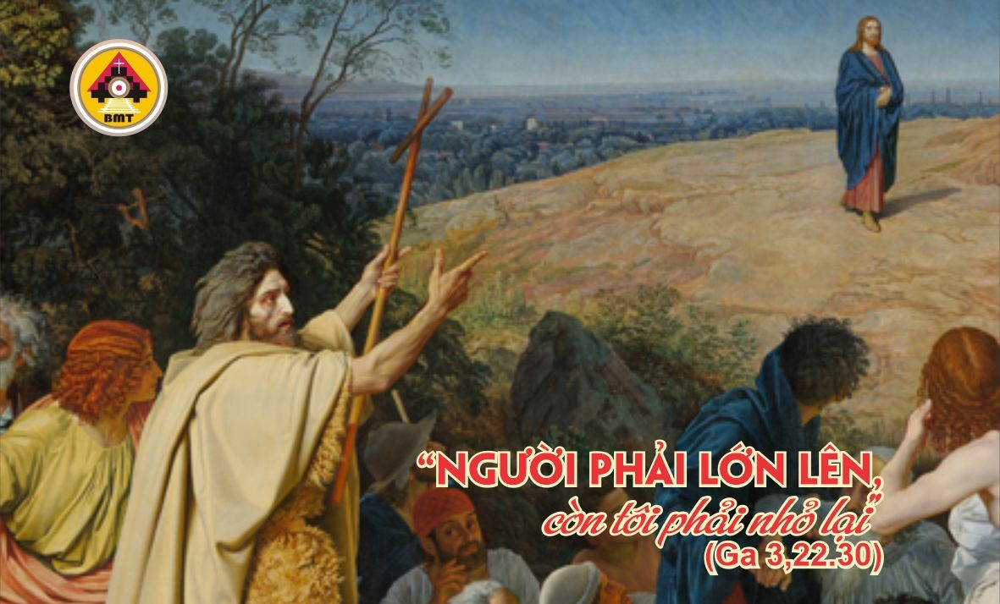 BMT
“NGƯỜI PHẢI LỚN LÊN,
còn tôi phải nhỏ lại”
(Ga 3,22.30)